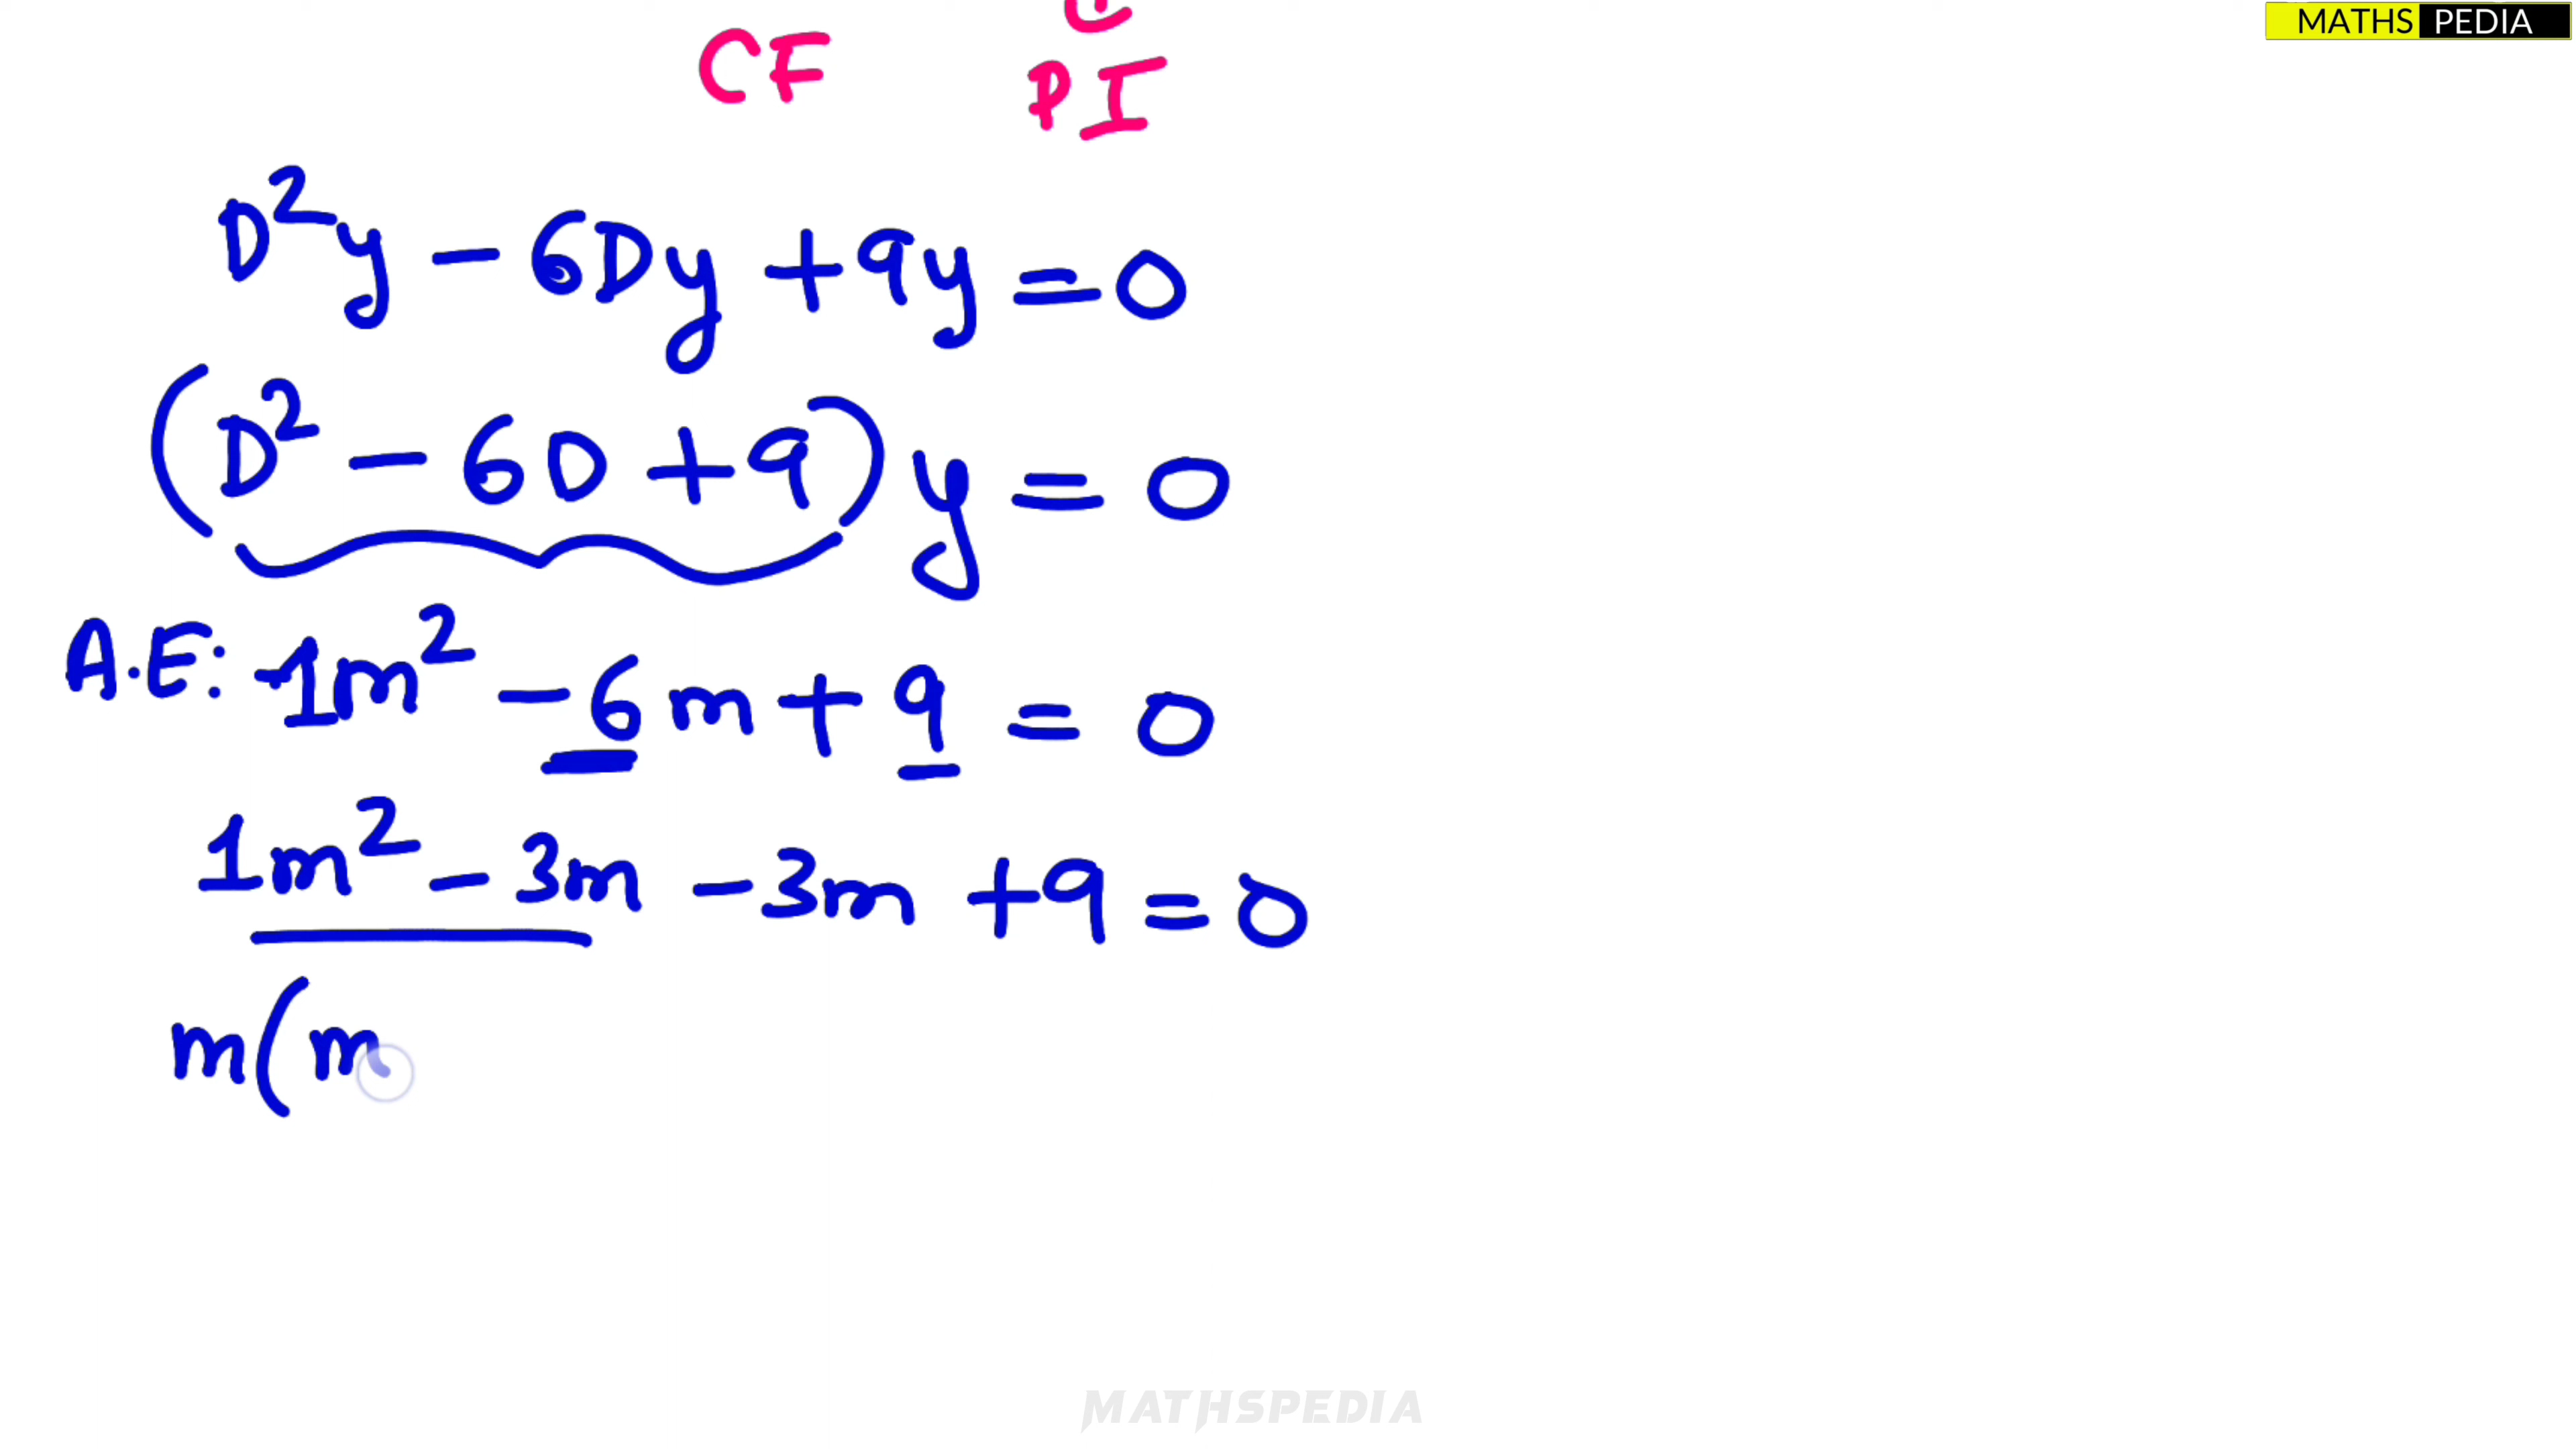 MATHS PEDIA
CF PI
D²y - 6Dy + 9y = 0
(D² - 6D + 9) y = 0
A.E: 1m² - 6m + 9 = 0
1m² - 3m - 3m + 9 = 0
m(m
MATHSPEDIA